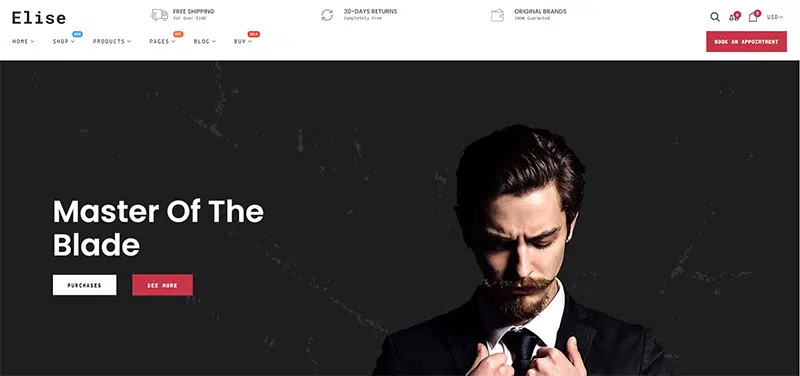 Elise
FREE SHIPPING
For Over $100
30-DAYS RETURNS
Completely Free
ORIGINAL BRANDS
100% Guaranted
0
0
USD
HOME
SHOP
NEW
PRODUCTS
PAGES
HOT
BLOG
BUY
SALE
BOOK AN APPOINTMENT
Master Of The
Blade
PURCHASES
SEE MORE